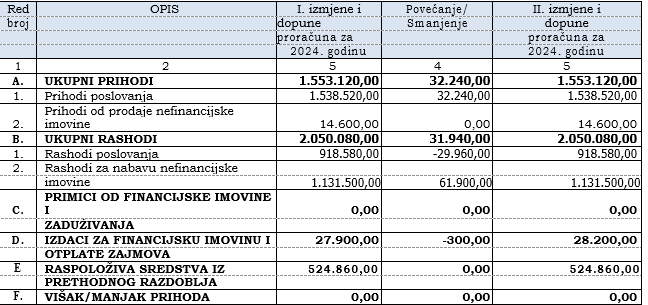 Red broj OPIS I. izmjene i dopune proračuna za 2024. godinu Povećanje/ Smanjenje II. izmjene i dopune proračuna za 2024. godinu
1 2 5 4 5
A. UKUPNI PRIHODI 1.553.120,00 32.240,00 1.553.120,00
1. Prihodi poslovanja 1.538.520,00 32.240,00 1.538.520,00
Prihodi od prodaje nefinancijske
2. imovine 14.600,00 0,00 14.600,00
B. UKUPNI RASHODI 2.050.080,00 31.940,00 2.050.080,00
1. Rashodi poslovanja 918.580,00 -29.960,00 918.580,00
2. Rashodi za nabavu nefinancijske
imovine 1.131.500,00 61.900,00 1.131.500,00
PRIMICI OD FINANCIJSKE IMOVINE
C. I 0,00 0,00 0,00
ZADUŽIVANJA
D. IZDACI ZA FINANCIJSKU IMOVINU I 27.900,00 -300,00 28.200,00
OTPLATE ZAJMOVA
E RASPOLOŽIVA SREDSTVA IZ 524.860,00 0,00 524.860,00
PRETHODNOG RAZDOBLJA
F. VIŠAK/MANJAK PRIHODA 0,00 0,00 0,00